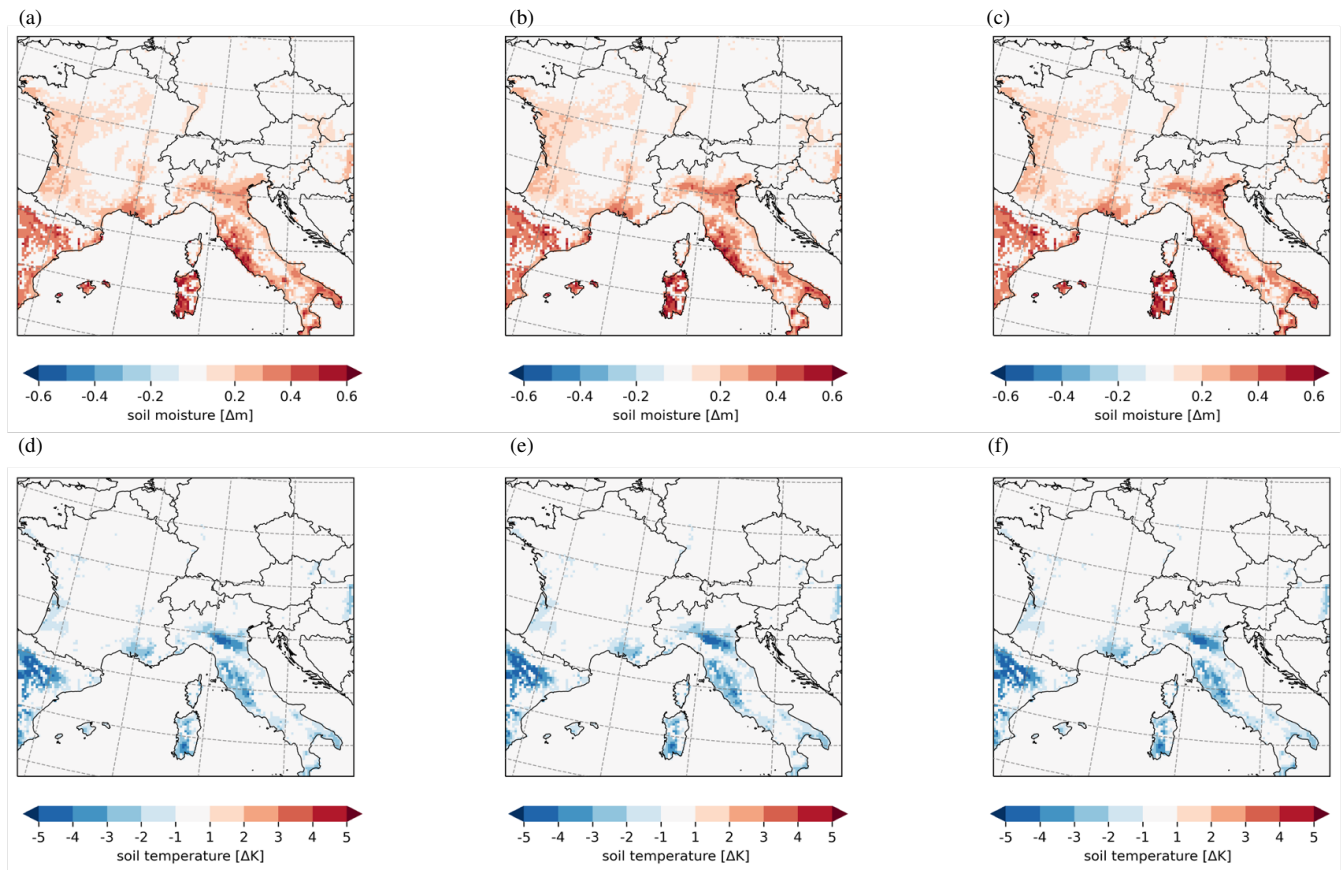 (a) (b) (c)
-0.6 -0.4 -0.2 0.2 0.4 0.6 -0.6 -0.4 -0.2 0.2 0.4 0.6 -0.6 -0.4 -0.2 0.2 0.4 0.6
soil moisture [Δm] soil moisture [Δm] soil moisture [Δm]
(d) (e) (f)
-5 -4 -3 -2 -1 1 2 3 4 5 -5 -4 -3 -2 -1 1 2 3 4 5 -5 -4 -3 -2 -1 1 2 3 4 5
soil temperature [ΔK] soil temperature [ΔK] soil temperature [ΔK]